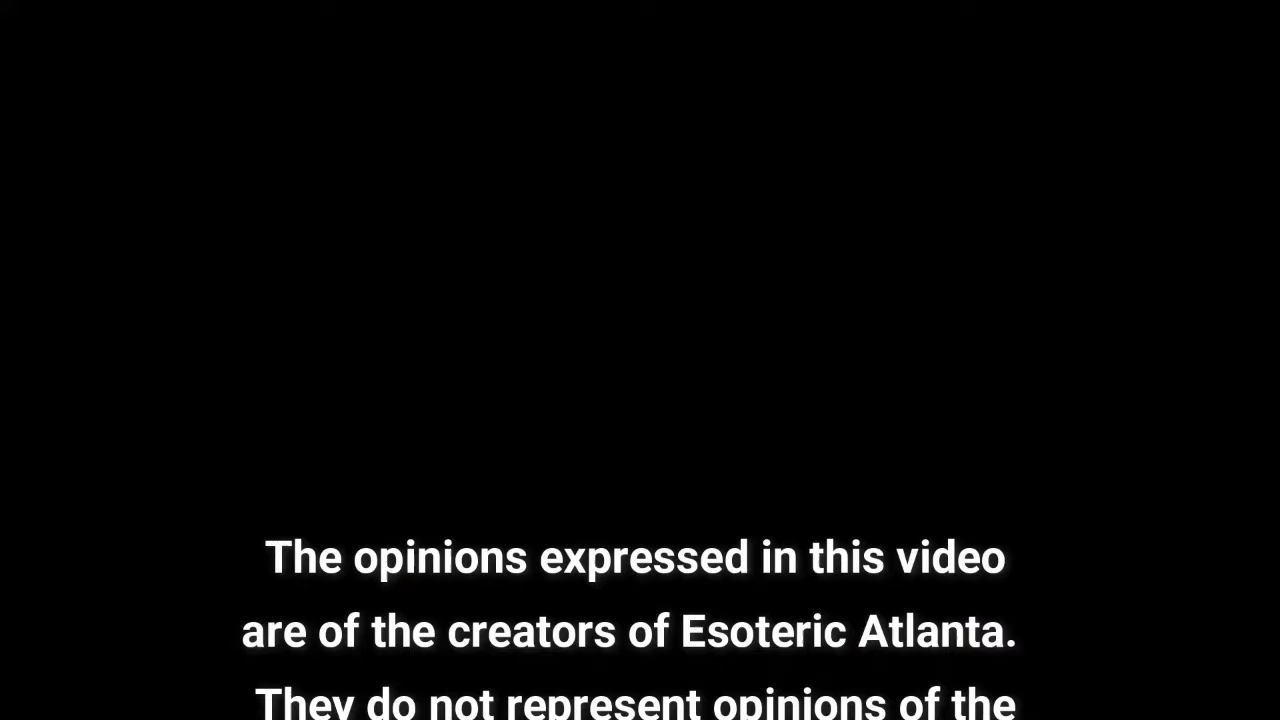 The opinions expressed in this video
are of the creators of Esoteric Atlanta.
They do not represent opinions of the